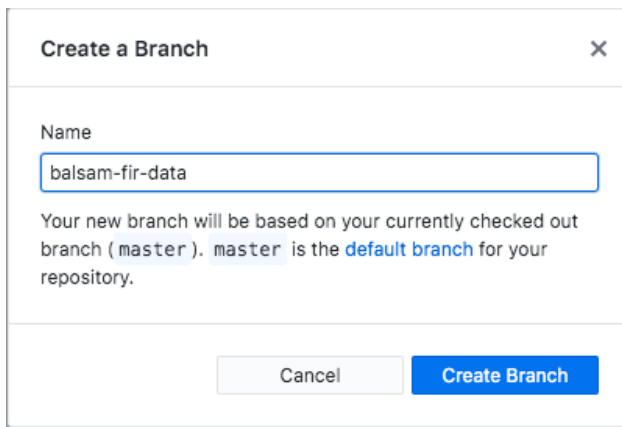 Create a Branch
Name
balsam-fir-data
Your new branch will be based on your currently checked out
branch (master). master is the default branch for your
repository.
Cancel
Create Branch